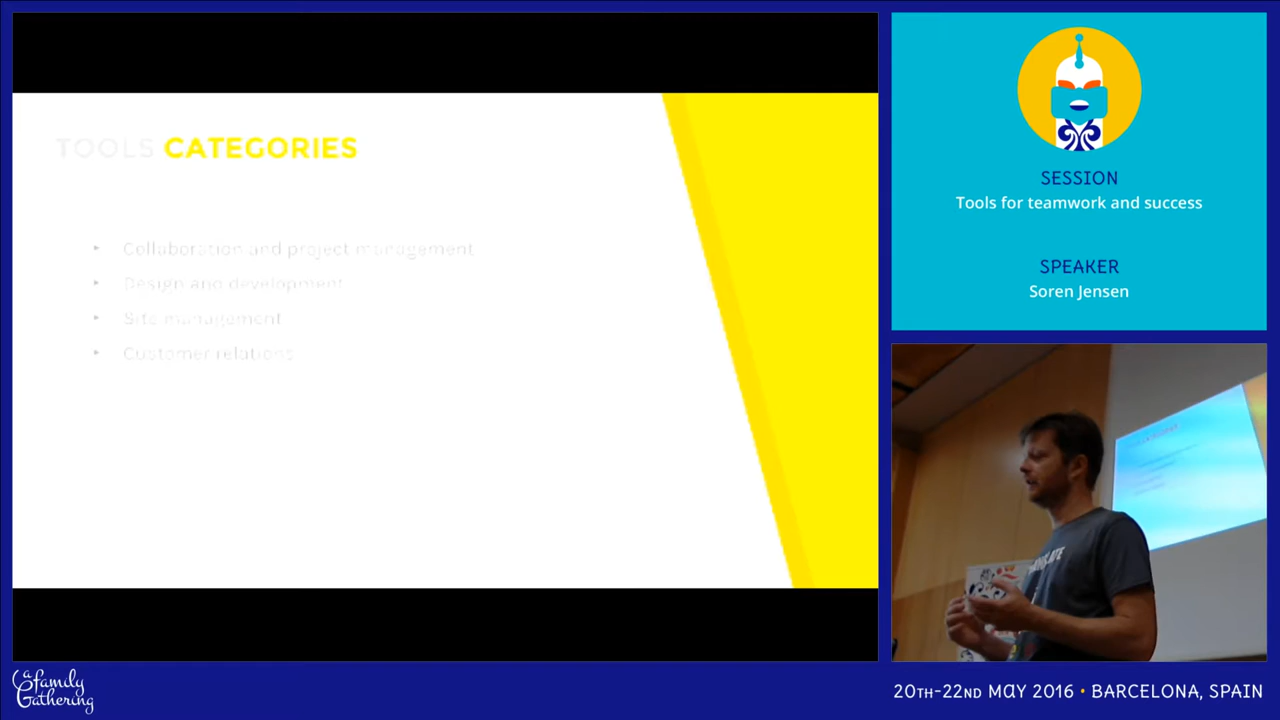 TOOLS CATEGORIES
‣ Collaboration and project management
‣ Design and development
‣ Site management
‣ Customer relations
SESSION
Tools for teamwork and success
SPEAKER
Soren Jensen
a family
Gathering
20TH-22ND MAY 2016 • BARCELONA, SPAIN